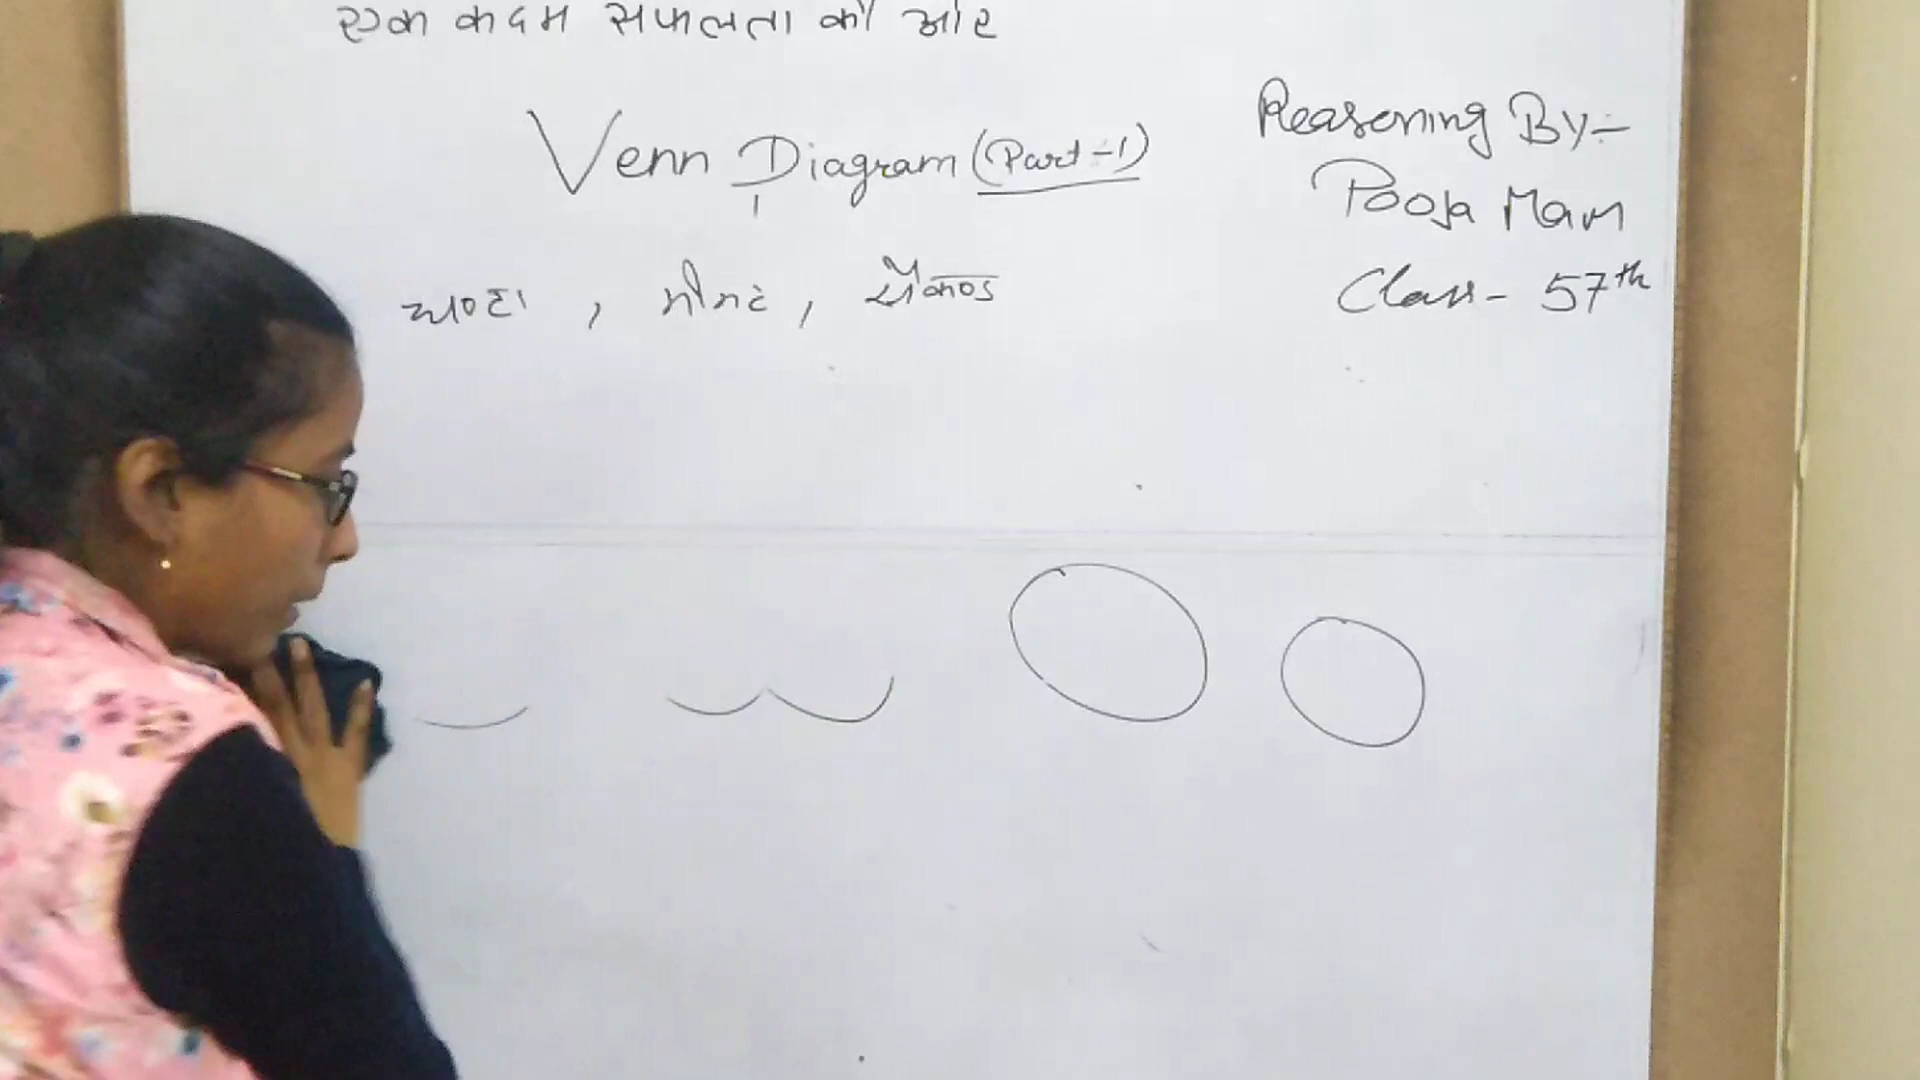 एक कदम सफलता की ओर
Venn Diagram (Part-1)
Reasoning By:-
Pooja Mam
Class- 57th
घण्टा , मीनट , सैकण्ड